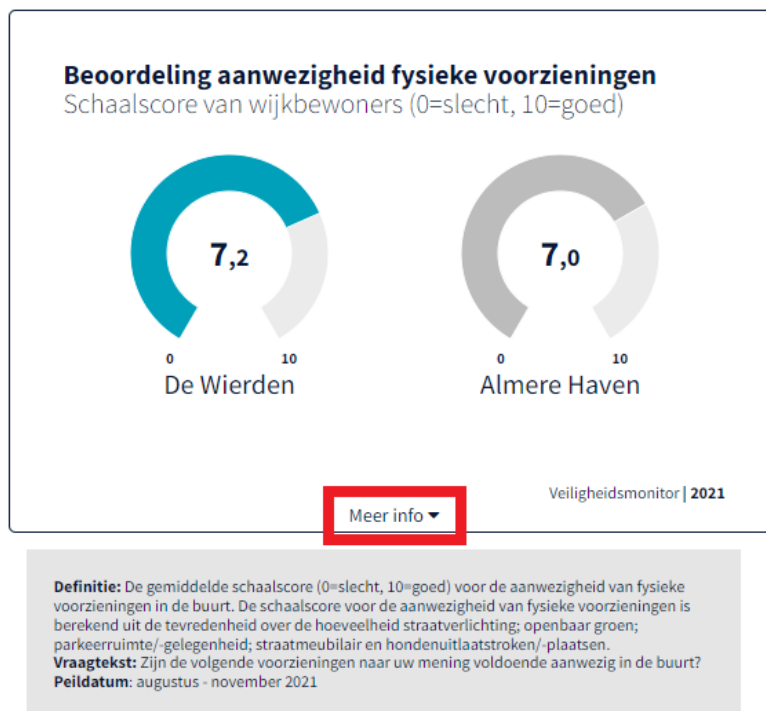 Beoordeling aanwezigheid fysieke voorzieningen
Schaalscore van wijkbewoners (0=slecht, 10=goed)
7,2
0 10
De Wierden
7,0
0 10
Almere Haven
Veiligheidsmonitor | 2021
Meer info
Definitie: De gemiddelde schaalscore (0=slecht, 10=goed) voor de aanwezigheid van fysieke
voorzieningen in de buurt. De schaalscore voor de aanwezigheid van fysieke voorzieningen is
berekend uit de tevredenheid over de hoeveelheid straatverlichting; openbaar groen;
parkeerruimte/-gelegenheid; straatmeubilair en hondenuitlaatstroken/-plaatsen.
Vraagtekst: Zijn de volgende voorzieningen naar uw mening voldoende aanwezig in de buurt?
Peildatum: augustus - november 2021